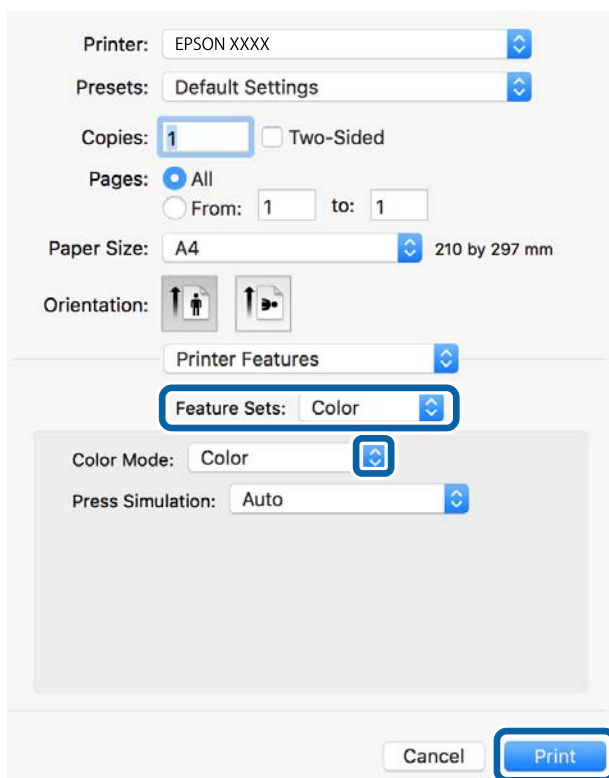 Printer: EPSON XXXX
Presets: Default Settings
Copies: 1 Two-Sided
Pages: All
From: 1 to: 1
Paper Size: A4 210 by 297 mm
Orientation:
Printer Features
Feature Sets: Color
Color Mode: Color
Press Simulation: Auto
Cancel Print